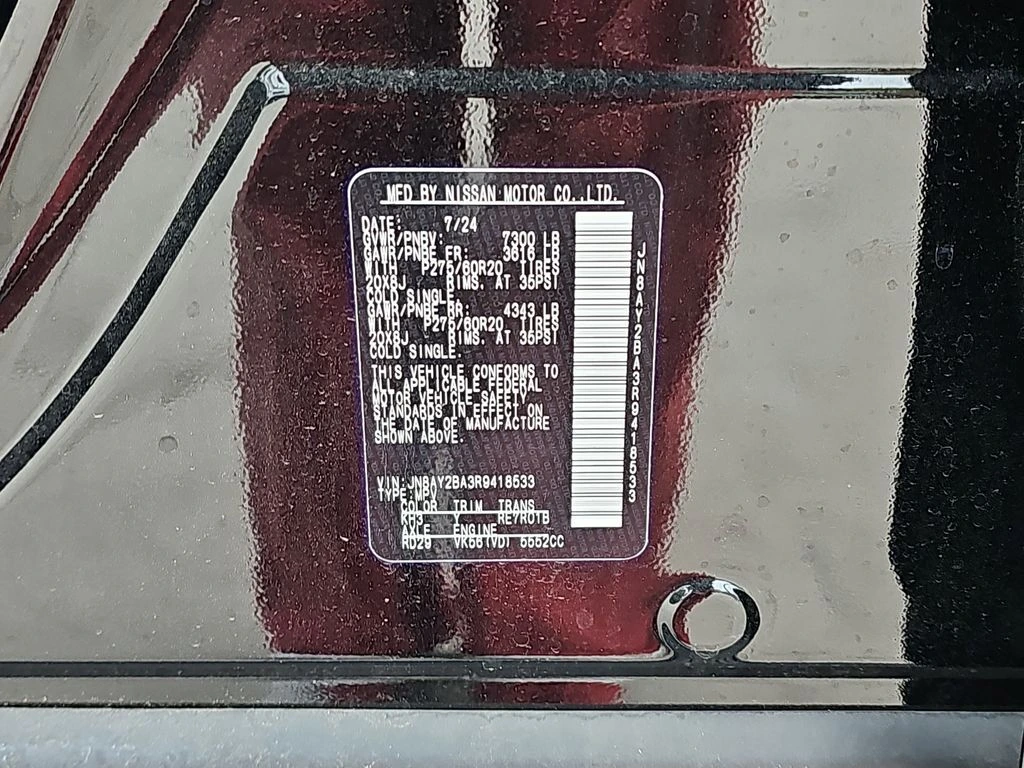 MFD BY NISSAN MOTOR CO.,LTD.
DATE: 7/24
GVWR/PNBV: 7300 LB
GAWR/PNBE FR: 3616 LB
WITH P275/60R20 TIRES
20X8J RIMS. AT 35PSI
COLD SINGLE.
GAWR/PNBE RR: 4343 LB
WITH P275/60R20 TIRES
20X8J RIMS. AT 35PSI
COLD SINGLE.
THIS VEHICLE CONFORMS TO
ALL APPLICABLE FEDERAL
MOTOR VEHICLE SAFETY
STANDARDS IN EFFECT ON
THE DATE OF MANUFACTURE
SHOWN ABOVE.
VIN:JN8AY2BA3R9418533
TYPE:MPV
COLOR TRIM TRANS
KH3 Y RE7R01B
AXLE ENGINE
RD29 VK56(VD) 5552CC
JN8AY2BA3R9418533